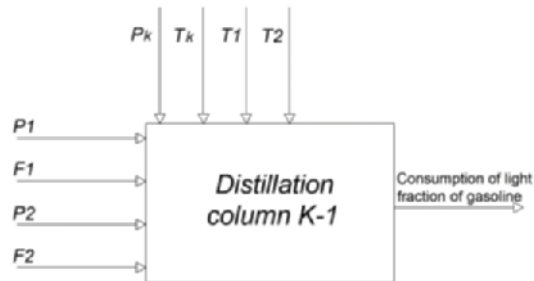 Pk Tk T1 T2
P1
F1
P2
F2
Distillation
column K-1
Consumption of light
fraction of gasoline